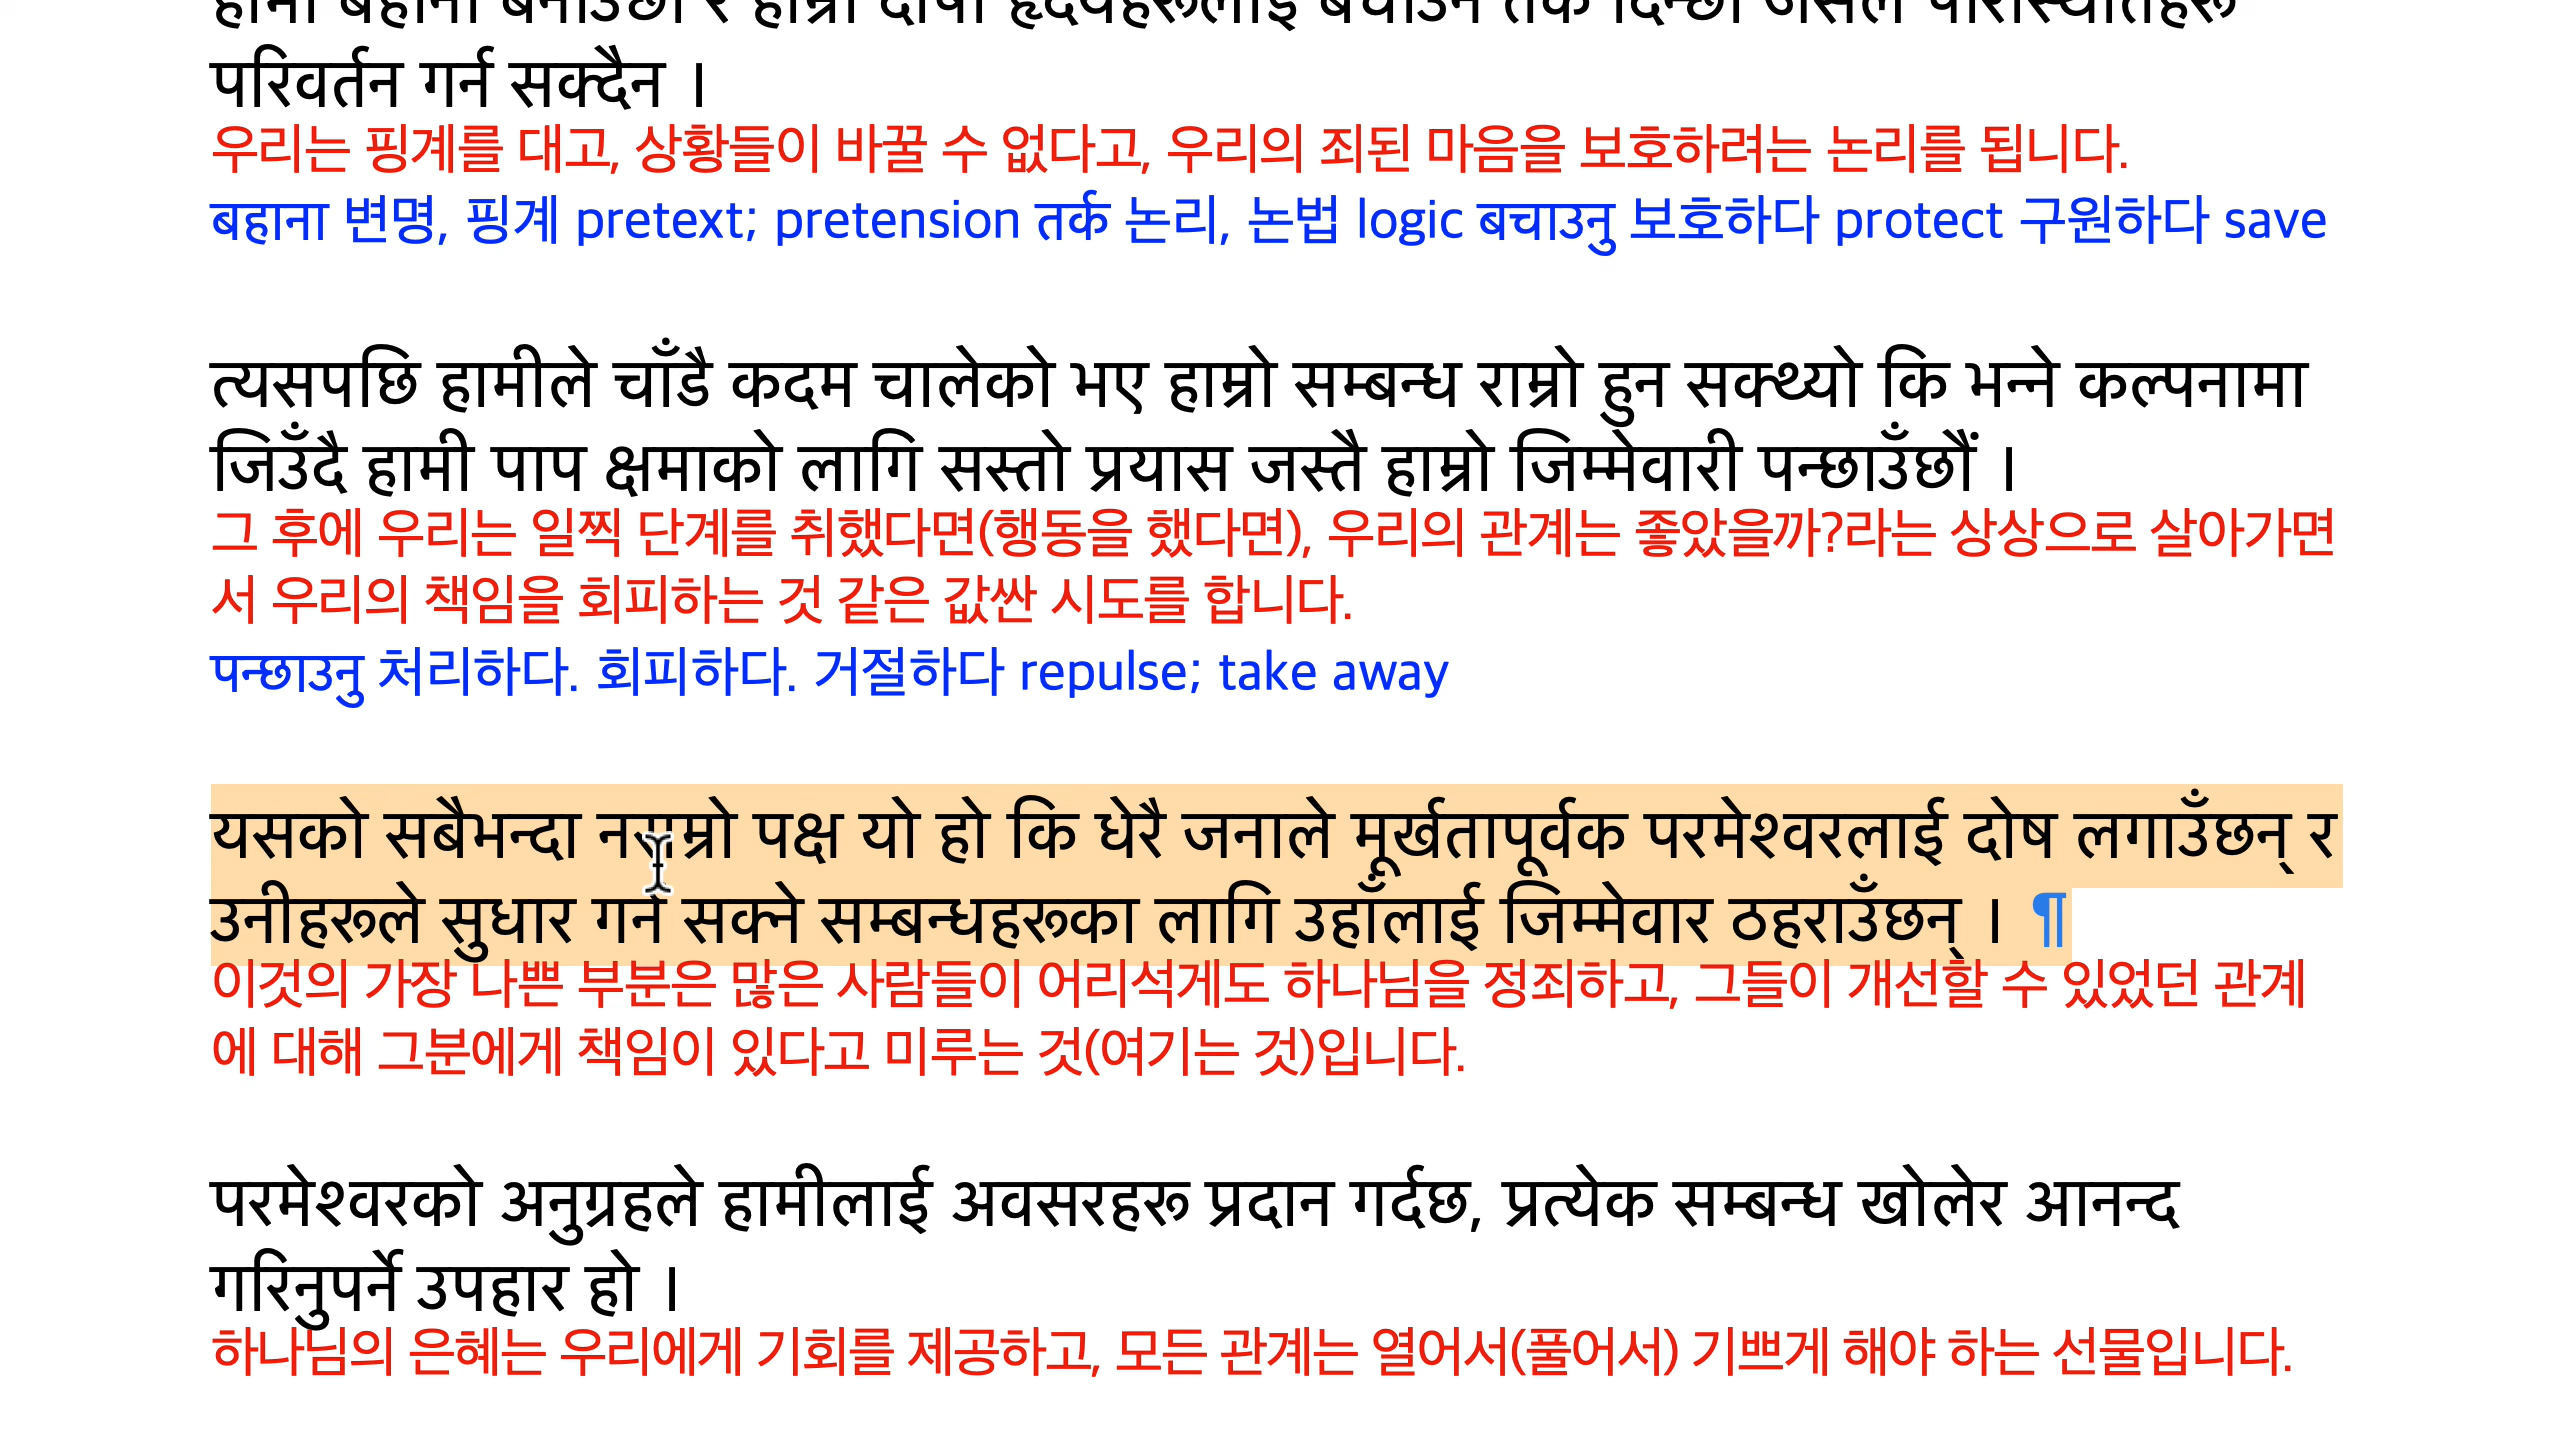 हामी बहाना बनाउँछौं र हाम्रो दोषी हृदयहरूलाई बचाउन तर्क दिन्छौं जसले परिस्थितिहरू
परिवर्तन गर्न सक्दैन ।
우리는 핑계를 대고, 상황들이 바꿀 수 없다고, 우리의 죄된 마음을 보호하려는 논리를 됩니다.
बहाना 변명, 핑계 pretext; pretension तर्क 논리, 논법 logic बचाउनु 보호하다 protect 구원하다 save
त्यसपछि हामीले चाँडै कदम चालेको भए हाम्रो सम्बन्ध राम्रो हुन सक्थ्यो कि भन्ने कल्पनामा
जिउँदै हामी पाप क्षमाको लागि सस्तो प्रयास जस्तै हाम्रो जिम्मेवारी पन्छाउँछौं ।
그 후에 우리는 일찍 단계를 취했다면(행동을 했다면), 우리의 관계는 좋았을까?라는 상상으로 살아가면
서 우리의 책임을 회피하는 것 같은 값싼 시도를 합니다.
पन्छाउनु 처리하다. 회피하다. 거절하다 repulse; take away
यसको सबैभन्दा नराम्रो पक्ष यो हो कि धेरै जनाले मूर्खतापूर्वक परमेश्वरलाई दोष लगाउँछन् र
उनीहरूले सुधार गर्न सक्ने सम्बन्धहरूका लागि उहाँलाई जिम्मेवार ठहराउँछन् । ¶
이것의 가장 나쁜 부분은 많은 사람들이 어리석게도 하나님을 정죄하고, 그들이 개선할 수 있었던 관계
에 대해 그분에게 책임이 있다고 미루는 것(여기는 것)입니다.
परमेश्वरको अनुग्रहले हामीलाई अवसरहरू प्रदान गर्दछ, प्रत्येक सम्बन्ध खोलेर आनन्द
गरिनुपर्ने उपहार हो ।
하나님의 은혜는 우리에게 기회를 제공하고, 모든 관계는 열어서(풀어서) 기쁘게 해야 하는 선물입니다.